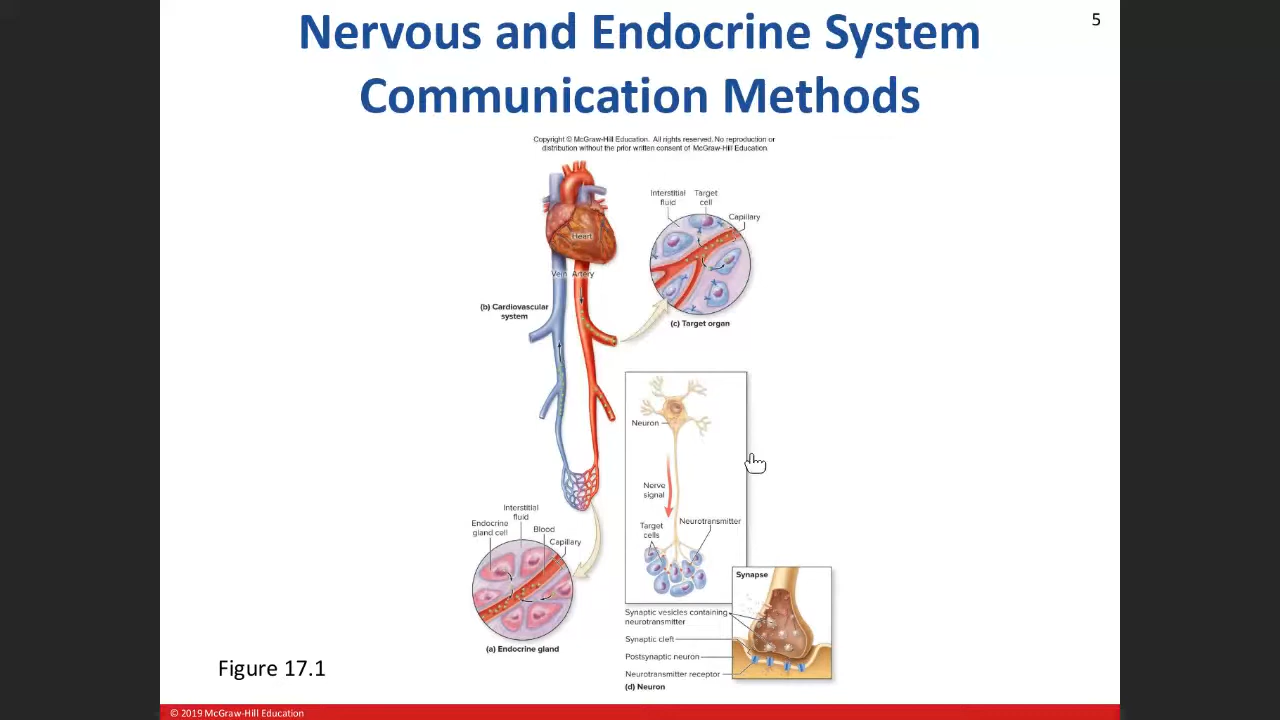 Nervous and Endocrine System
Communication Methods
5
Copyright © McGraw-Hill Education. All rights reserved. No reproduction or
distribution without the prior written consent of McGraw-Hill Education.
Interstitial
fluid
Target
cell
Capillary
Heart
Vein Artery
(b) Cardiovascular
system
(c) Target organ
Neuron
Nerve
signal
Target
cells
Neurotransmitter
Interstitial
fluid
Endocrine
gland cell
Blood
Capillary
(a) Endocrine gland
Synapse
Synaptic vesicles containing
neurotransmitter
Synaptic cleft
Postsynaptic neuron
Neurotransmitter receptor
(d) Neuron
Figure 17.1
© 2019 McGraw-Hill Education